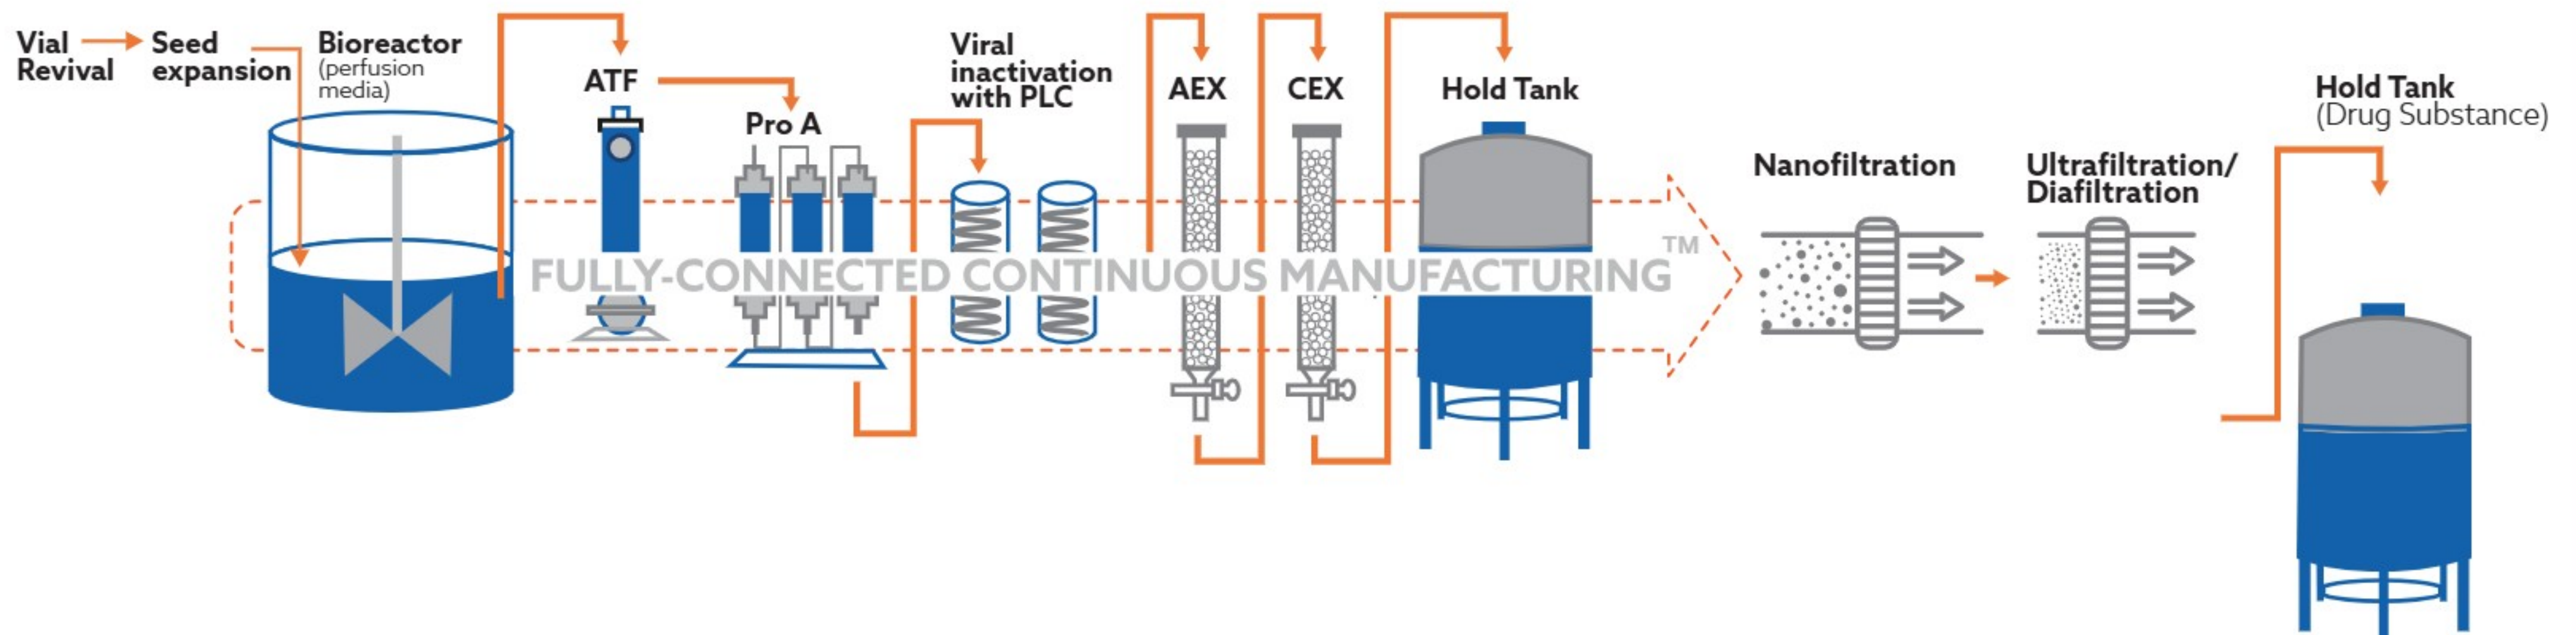 Vial
Revival
Seed
expansion
Bioreactor
(perfusion
media)
ATF
Pro A
Viral
inactivation
with PLC
AEX
CEX
Hold Tank
FULLY-CONNECTED CONTINUOUS MANUFACTURING™
Nanofiltration
Ultrafiltration/
Diafiltration
Hold Tank
(Drug Substance)